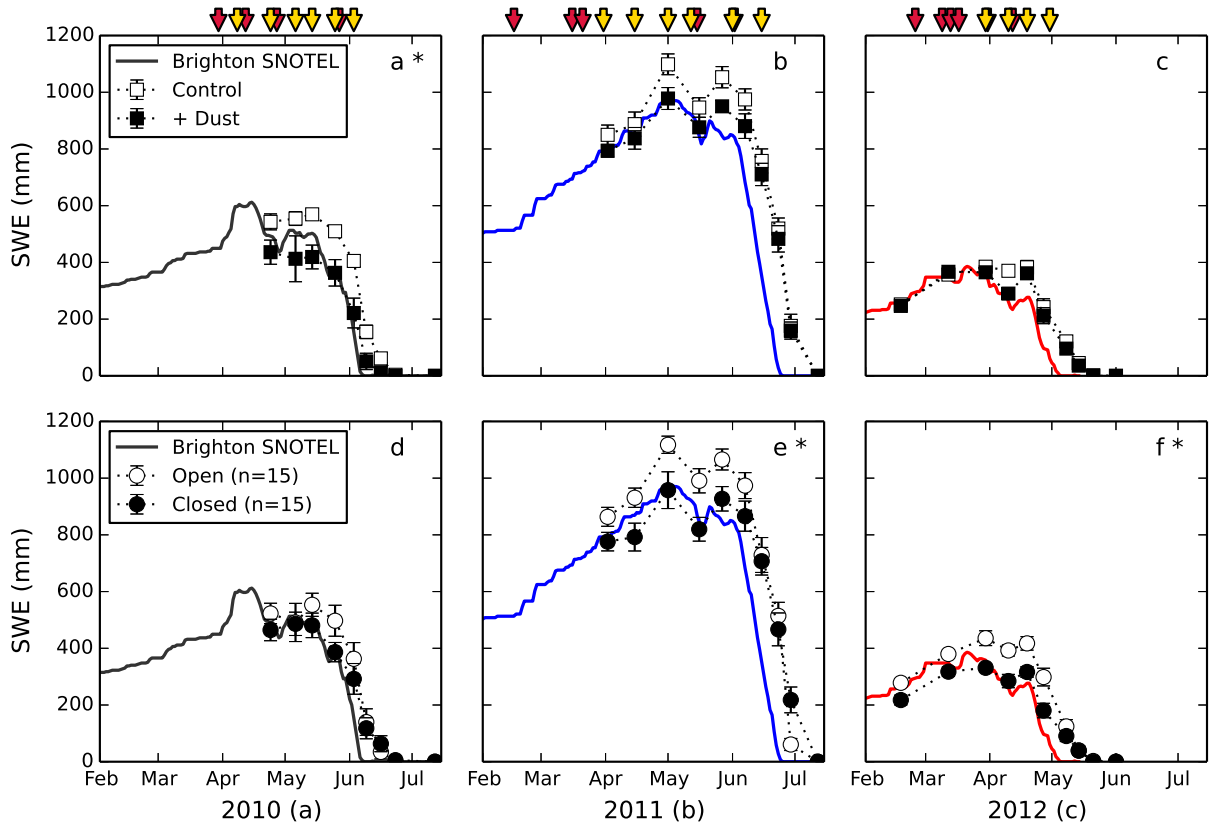 1200
1000
800
600
400
200
0
SWE (mm)
Brighton SNOTEL
Control
+ Dust
a *
b
c
1200
1000
800
600
400
200
0
SWE (mm)
Brighton SNOTEL
Open (n=15)
Closed (n=15)
d
e *
f *
Feb Mar Apr May Jun Jul
Feb Mar Apr May Jun Jul
Feb Mar Apr May Jun Jul
2010 (a)
2011 (b)
2012 (c)